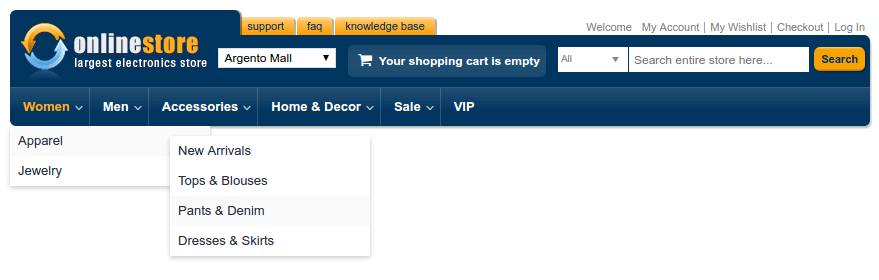 support faq knowledge base
Welcome My Account My Wishlist Checkout Log In
onlinestore
largest electronics store
Argento Mall
Your shopping cart is empty
All
Search entire store here...
Search
Women Men Accessories Home & Decor Sale VIP
Apparel
Jewelry
New Arrivals
Tops & Blouses
Pants & Denim
Dresses & Skirts